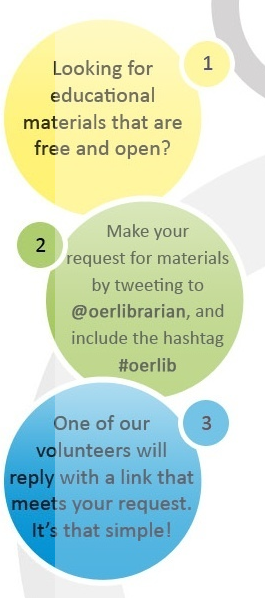 1
Looking for
educational
materials that are
free and open?
2
Make your
request for materials
by tweeting to
@oerlibrarian, and
include the hashtag
#oerlib
3
One of our
volunteers will
reply with a link that
meets your request.
It's that simple!